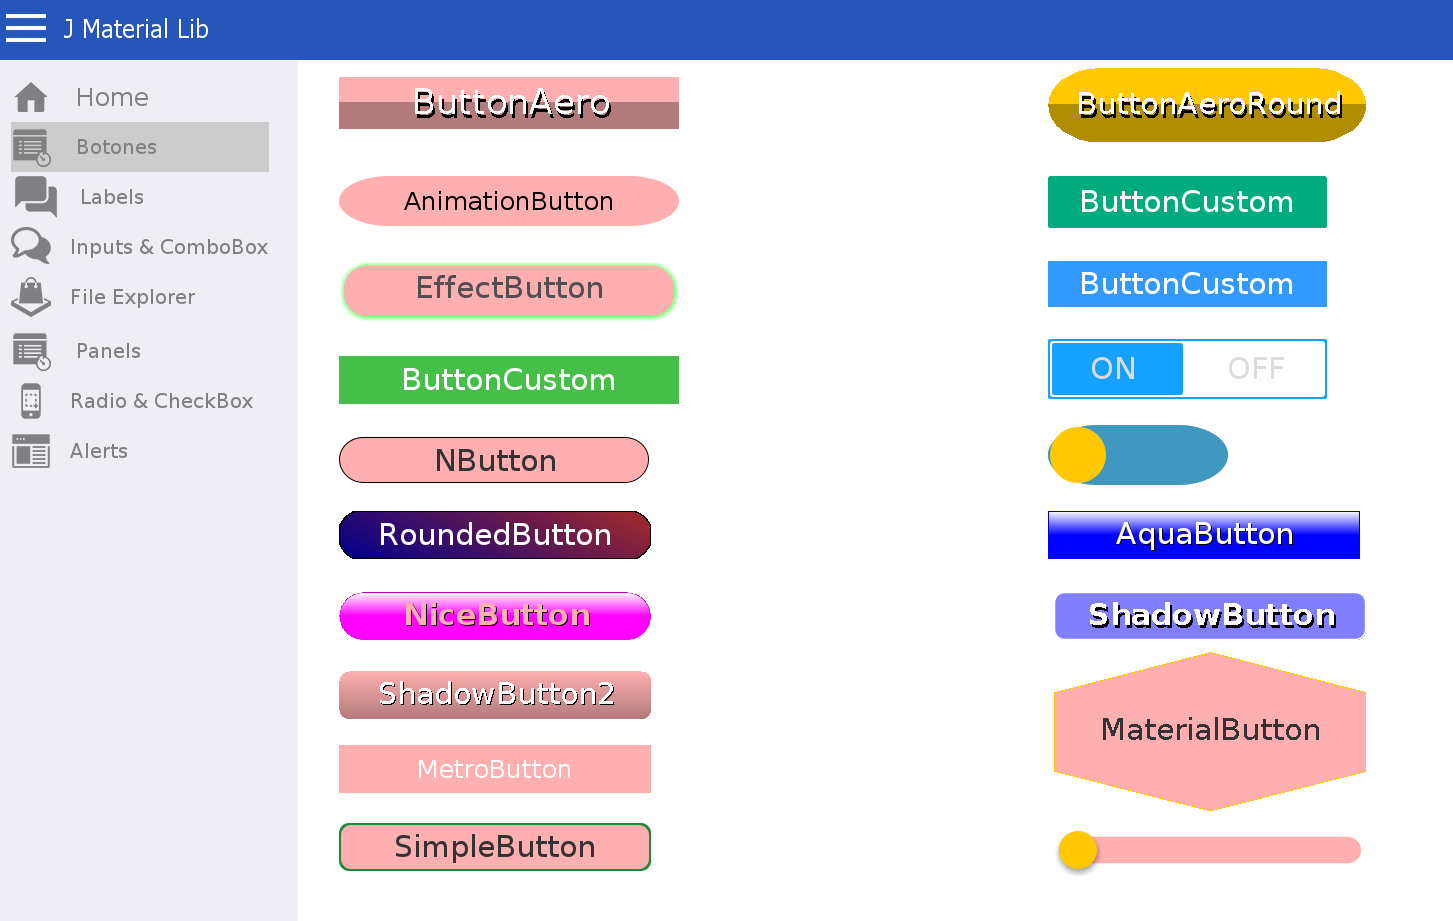 J Material Lib
Home
Botones
Labels
Inputs & ComboBox
File Explorer
Panels
Radio & CheckBox
Alerts
ButtonAero
AnimationButton
EffectButton
ButtonCustom
NButton
RoundedButton
NiceButton
ShadowButton2
MetroButton
SimpleButton
ButtonAeroRound
ButtonCustom
ButtonCustom
ON OFF
AquaButton
ShadowButton
MaterialButton